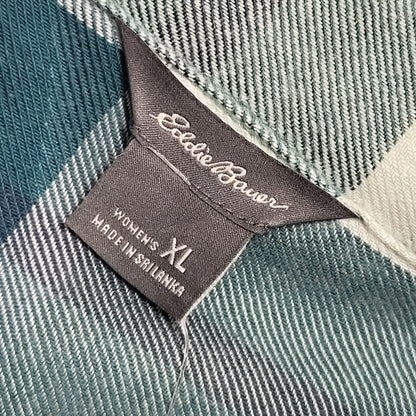 Eddie Bauer
WOMEN'S XL
MADE IN SRI LANKA